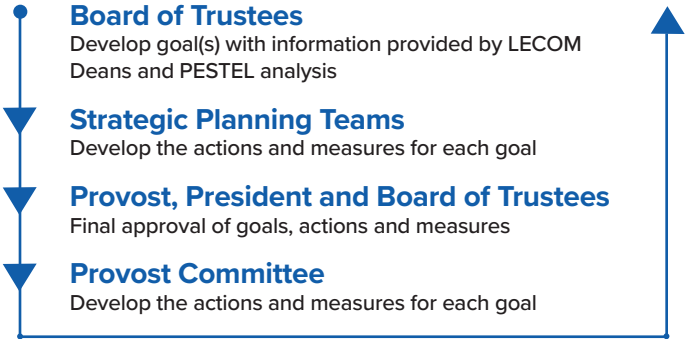 Board of Trustees
Develop goal(s) with information provided by LECOM
Deans and PESTEL analysis
Strategic Planning Teams
Develop the actions and measures for each goal
Provost, President and Board of Trustees
Final approval of goals, actions and measures
Provost Committee
Develop the actions and measures for each goal